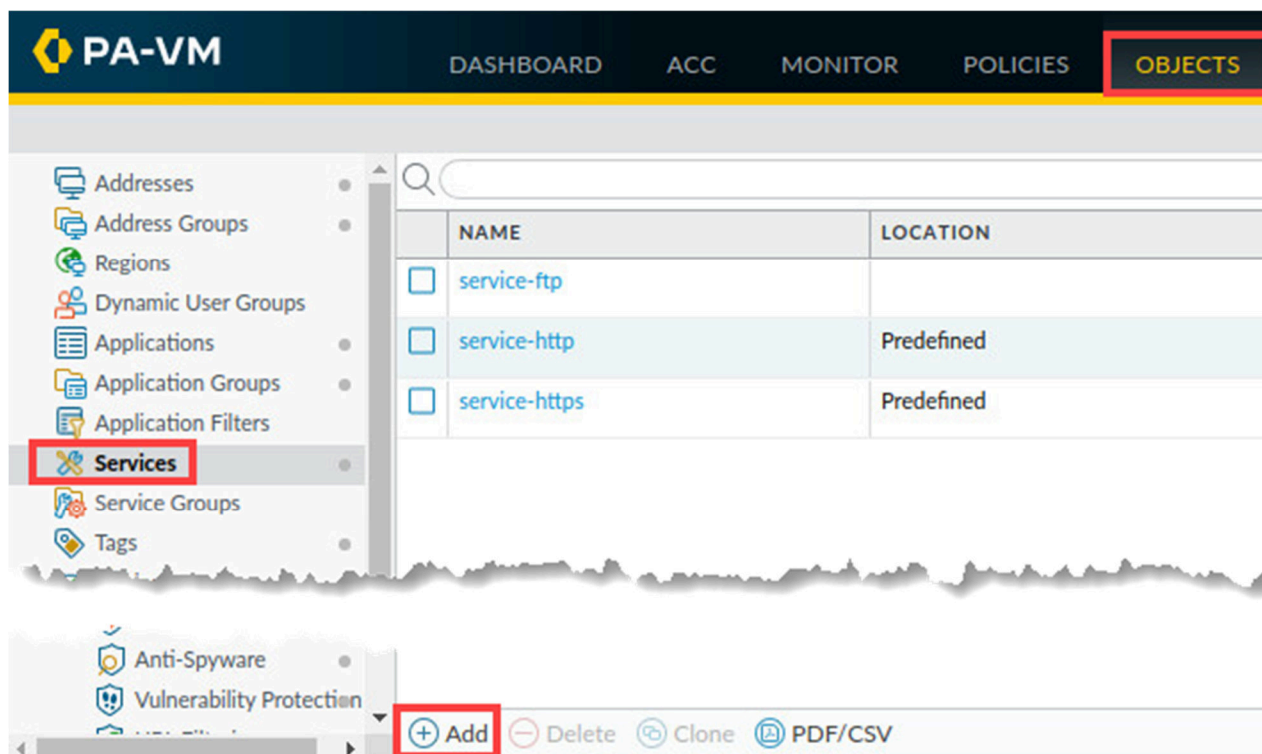 PA-VM
DASHBOARD ACC MONITOR POLICIES OBJECTS
Addresses
Address Groups
Regions
Dynamic User Groups
Applications
Application Groups
Application Filters
Services
Service Groups
Tags
Anti-Spyware
Vulnerability Protection
NAME LOCATION
service-ftp
service-http Predefined
service-https Predefined
Add Delete Clone PDF/CSV